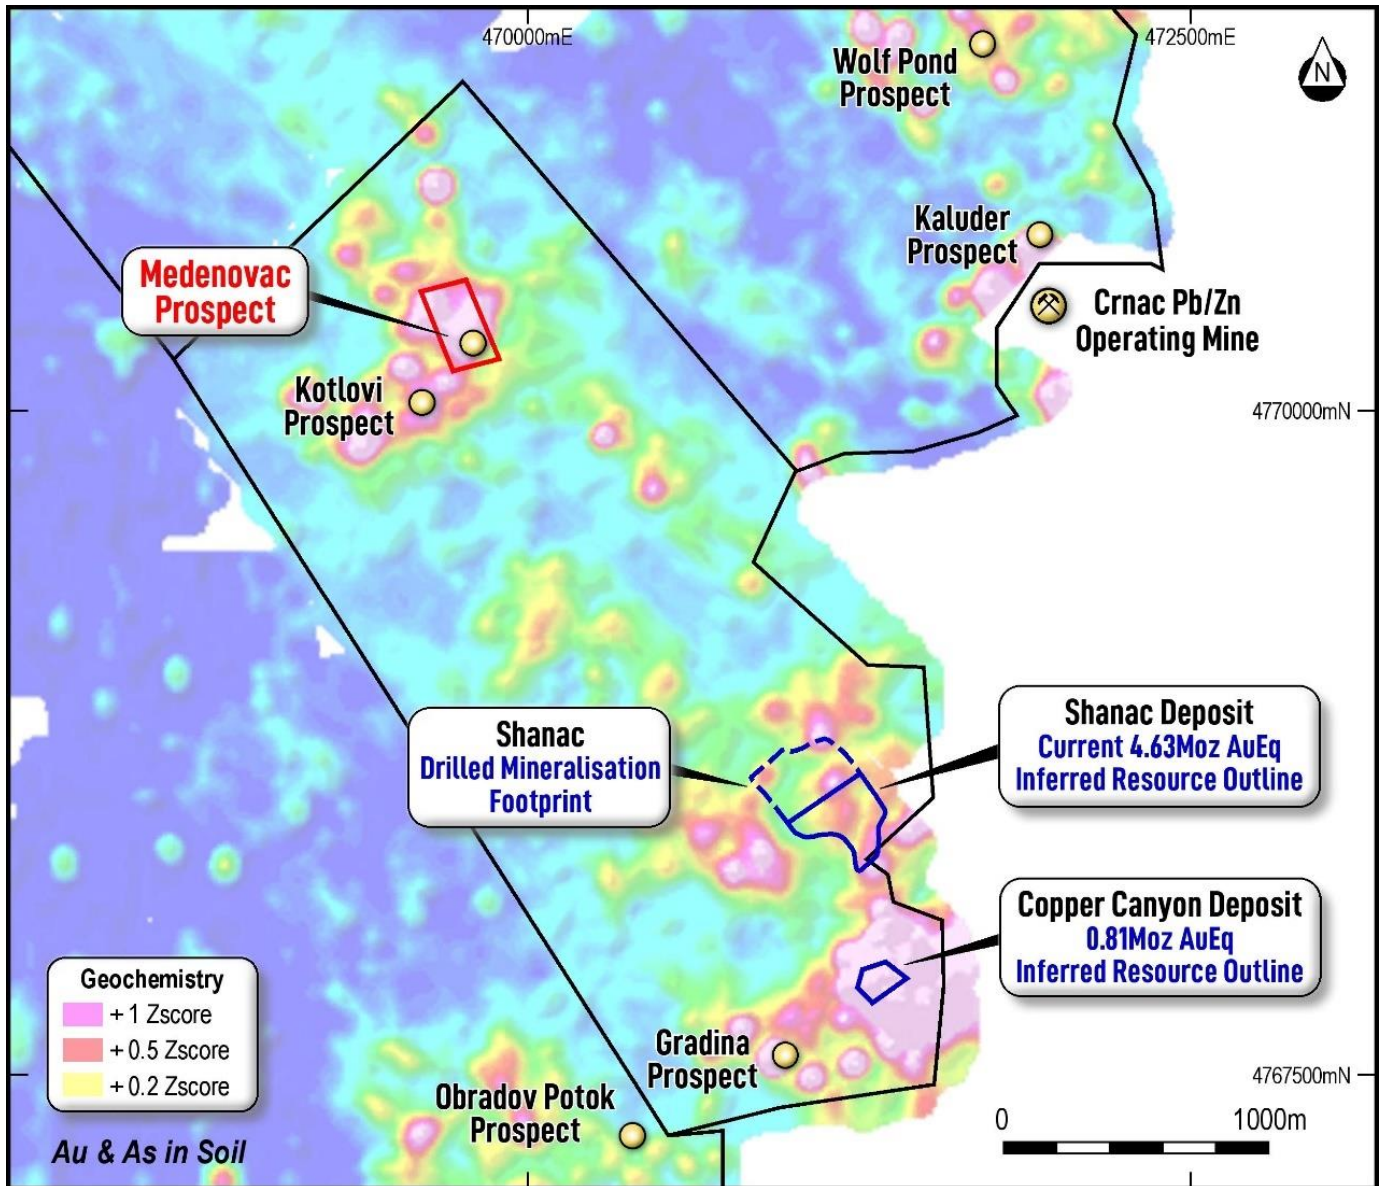 470000mE
472500mE
N
Wolf Pond
Prospect
Kaluder
Prospect
Medenovac
Prospect
Crnac Pb/Zn
Operating Mine
Kotlovi
Prospect
4770000mN
Shanac
Drilled Mineralisation
Footprint
Shanac Deposit
Current 4.63Moz AuEq
Inferred Resource Outline
Copper Canyon Deposit
0.81Moz AuEq
Inferred Resource Outline
Geochemistry
+ 1 Zscore
+ 0.5 Zscore
+ 0.2 Zscore
Gradina
Prospect
4767500mN
Obradov Potok
Prospect
0 1000m
Au & As in Soil